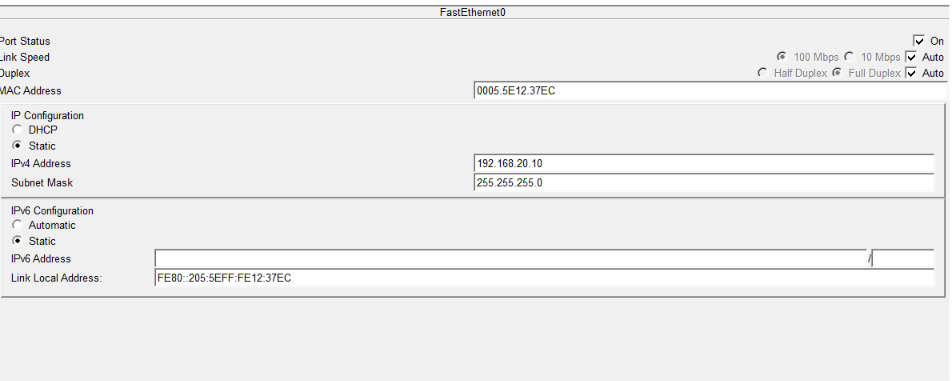 FastEthernet0
Port Status On
Link Speed 100 Mbps 10 Mbps Auto
Duplex Half Duplex Full Duplex Auto
MAC Address 0005.5E12.37EC
IP Configuration
DHCP
Static
IPv4 Address 192.168.20.10
Subnet Mask 255.255.255.0
IPv6 Configuration
Automatic
Static
IPv6 Address /
Link Local Address: FE80::205:5EFF:FE12:37EC